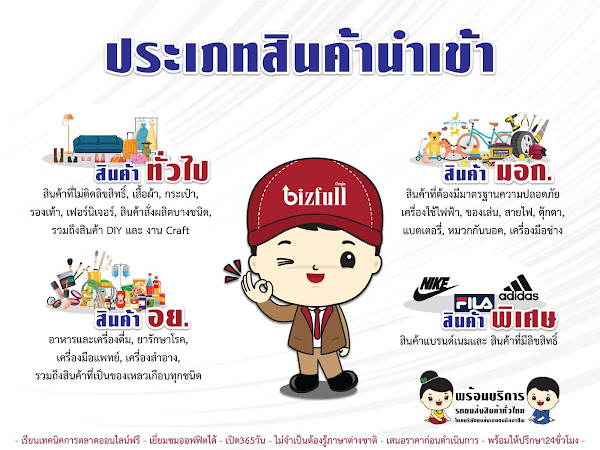 ประเภทสินค้านำเข้า
สินค้า ทั่วไป
สินค้าที่ไม่ติดลิขสิทธิ์, เสื้อผ้า, กระเป๋า,
รองเท้า, เฟอร์นิเจอร์, สินค้าสั่งผลิตบางชนิด,
รวมถึงสินค้า DIY และ งาน Craft
สินค้า มอก.
สินค้าที่ต้องมีมาตรฐานความปลอดภัย
เครื่องใช้ไฟฟ้า, ของเล่น, สายไฟ, ตุ๊กตา,
แบตเตอรี่, หมวกกันนอค, เครื่องมือช่าง
bizfull
สินค้า อย.
อาหารและเครื่องดื่ม, ยารักษาโรค,
เครื่องมือแพทย์, เครื่องสำอาง,
รวมถึงสินค้าที่เป็นของเหลวเกือบทุกชนิด
NIKE
FILA
adidas
สินค้า พิเศษ
สินค้าแบรนด์เนมและ สินค้าที่มีลิขสิทธิ์
พร้อมบริการ
รถขนส่งสินค้าทั่วไทย
- เรียนเทคนิคการตลาดออนไลน์ฟรี - เยี่ยมชมออฟฟิตได้ - เปิด365วัน - ไม่จำเป็นต้องรู้ภาษาต่างชาติ - เสนอราคาก่อนดำเนินการ - พร้อมให้ปรึกษา24ชั่วโมง -